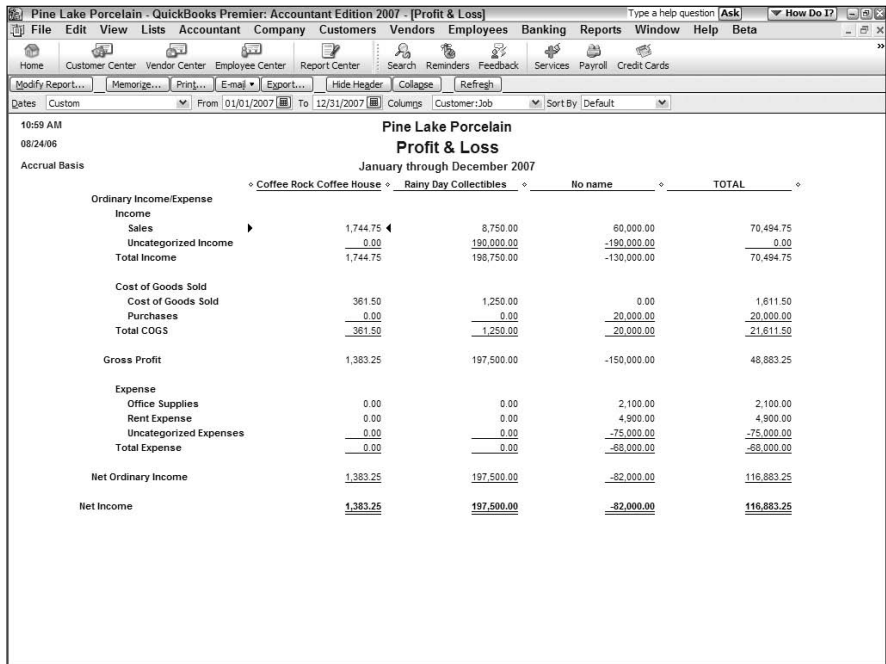 Pine Lake Porcelain - QuickBooks Premier: Accountant Edition 2007 - [Profit & Loss] Type a help question Ask How Do I?
File Edit View Lists Accountant Company Customers Vendors Employees Banking Reports Window Help Beta
Home Customer Center Vendor Center Employee Center Report Center Search Reminders Feedback Services Payroll Credit Cards
Modify Report... Memorize... Print... E-mail Export... Hide Header Collapse Refresh
Dates Custom From 01/01/2007 To 12/31/2007 Columns Customer:Job Sort By Default
10:59 AM Pine Lake Porcelain
08/24/06 Profit & Loss
Accrual Basis January through December 2007
Coffee Rock Coffee House Rainy Day Collectibles No name TOTAL
Ordinary Income/Expense
Income
Sales 1,744.75 8,750.00 60,000.00 70,494.75
Uncategorized Income 0.00 190,000.00 -190,000.00 0.00
Total Income 1,744.75 198,750.00 -130,000.00 70,494.75
Cost of Goods Sold
Cost of Goods Sold 361.50 1,250.00 0.00 1,611.50
Purchases 0.00 0.00 20,000.00 20,000.00
Total COGS 361.50 1,250.00 20,000.00 21,611.50
Gross Profit 1,383.25 197,500.00 -150,000.00 48,883.25
Expense
Office Supplies 0.00 0.00 2,100.00 2,100.00
Rent Expense 0.00 0.00 4,900.00 4,900.00
Uncategorized Expenses 0.00 0.00 -75,000.00 -75,000.00
Total Expense 0.00 0.00 -68,000.00 -68,000.00
Net Ordinary Income 1,383.25 197,500.00 -82,000.00 116,883.25
Net Income 1,383.25 197,500.00 -82,000.00 116,883.25